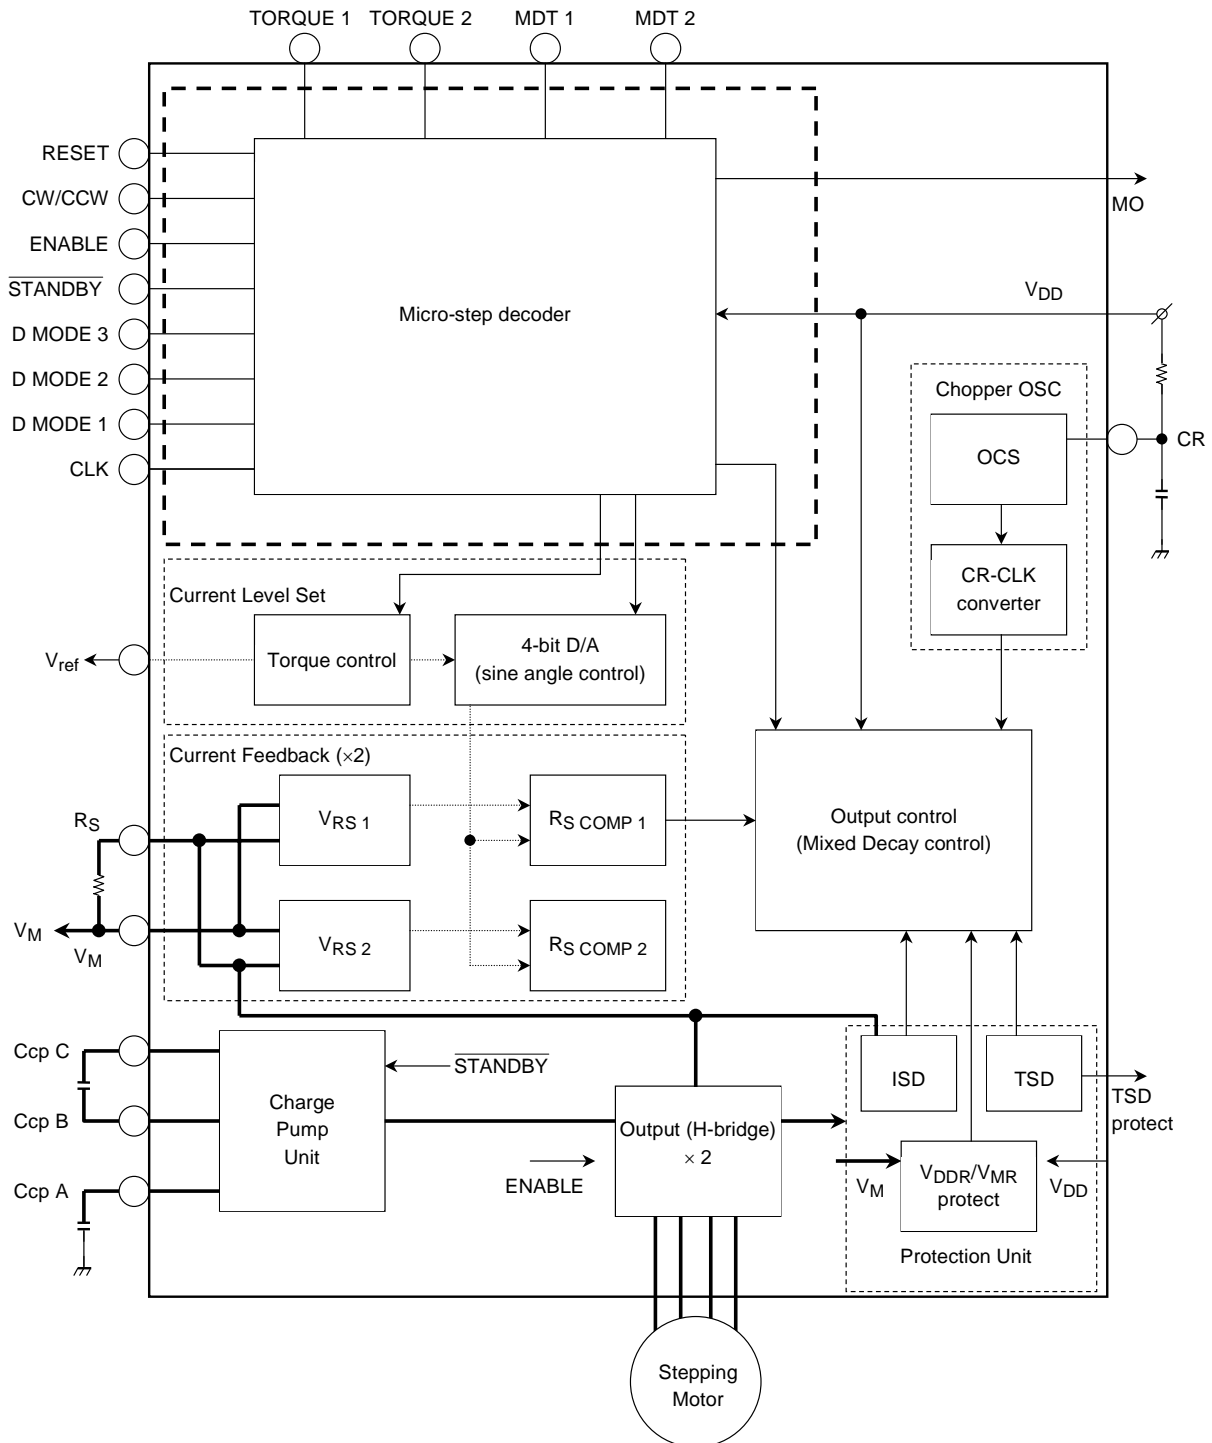 TORQUE 1 TORQUE 2 MDT 1 MDT 2
RESET
CW/CCW
ENABLE
STANDBY
D MODE 3
D MODE 2
D MODE 1
CLK
Micro-step decoder
MO
VDD
Chopper OSC
OCS
CR
CR-CLK
converter
Current Level Set
Torque control
4-bit D/A
(sine angle control)
Vref
Current Feedback (×2)
VRS 1
RS COMP 1
RS
VM
VM
VRS 2
RS COMP 2
Output control
(Mixed Decay control)
Ccp C
Ccp B
Ccp A
Charge
Pump
Unit
STANDBY
Output (H-bridge)
× 2
ENABLE
ISD
TSD
TSD
protect
VM
VDDR/VMR
protect
VDD
Protection Unit
Stepping
Motor